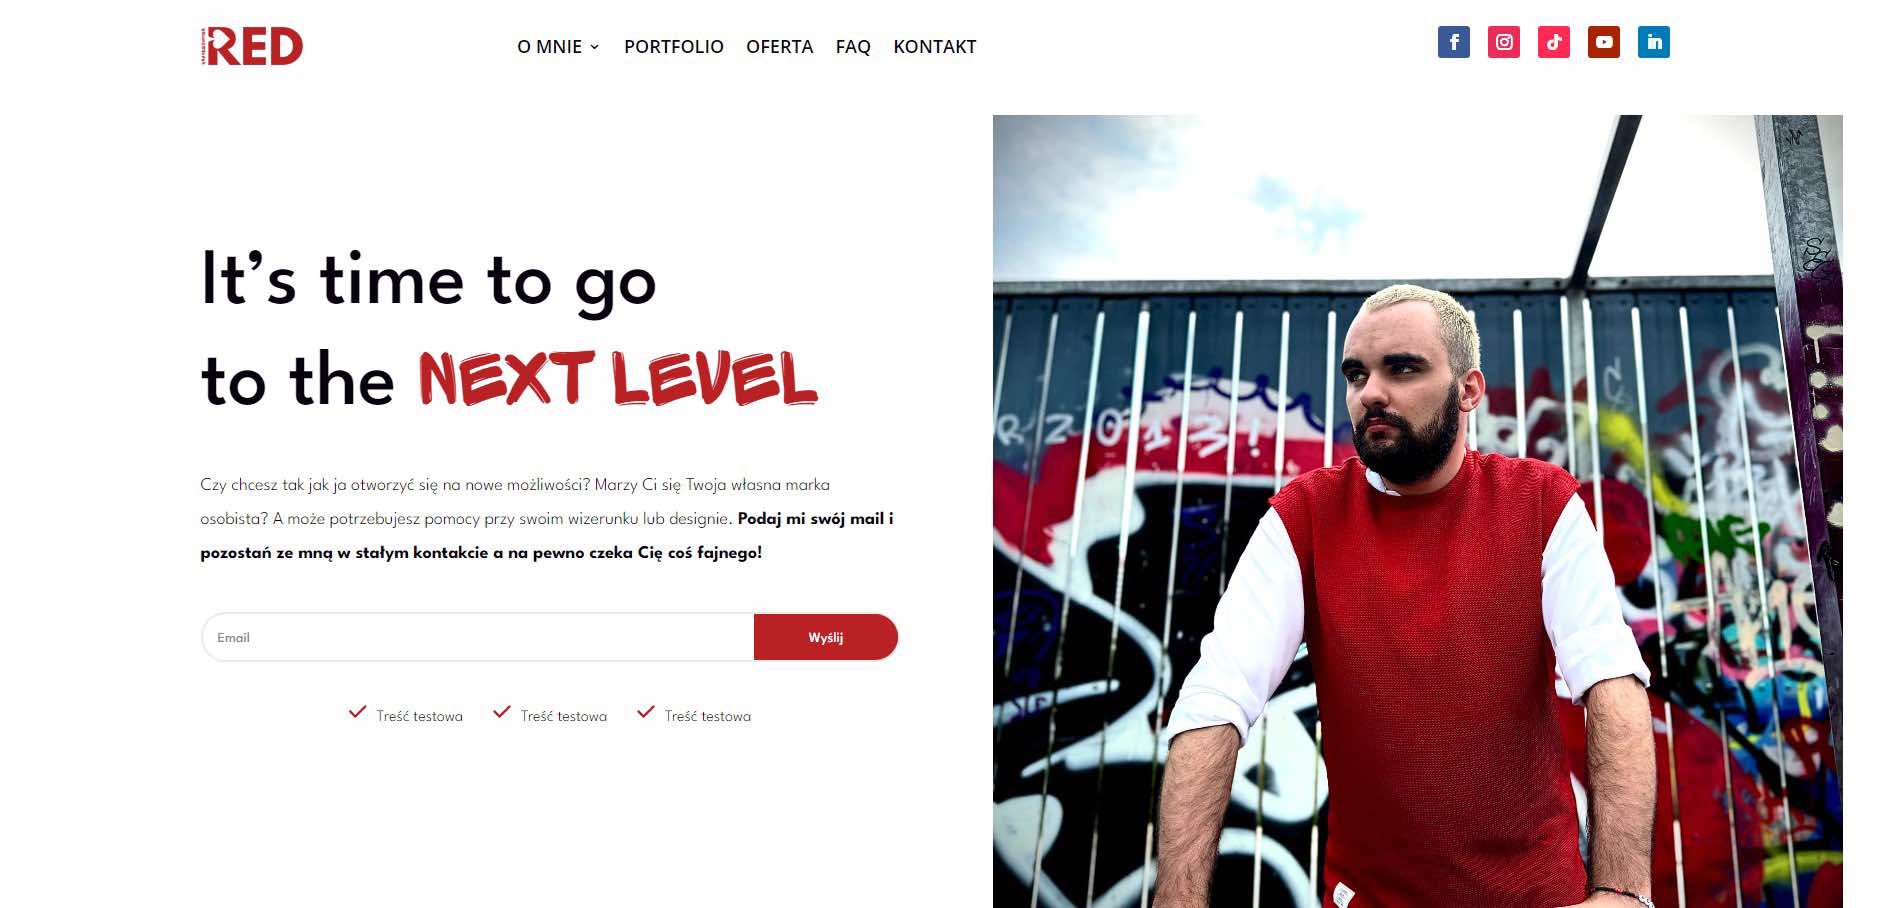 RED
O MNIE PORTFOLIO OFERTA FAQ KONTAKT
It’s time to go
to the NEXT LEVEL
Czy chcesz tak jak ja otworzyć się na nowe możliwości? Marzy Ci się Twoja własna marka
osobista? A może potrzebujesz pomocy przy swoim wizerunku lub designie. Podaj mi swój mail i
pozostań ze mną w stałym kontakcie a na pewno czeka Cię coś fajnego!
Email Wyślij
Treść testowa Treść testowa Treść testowa
R 2013!